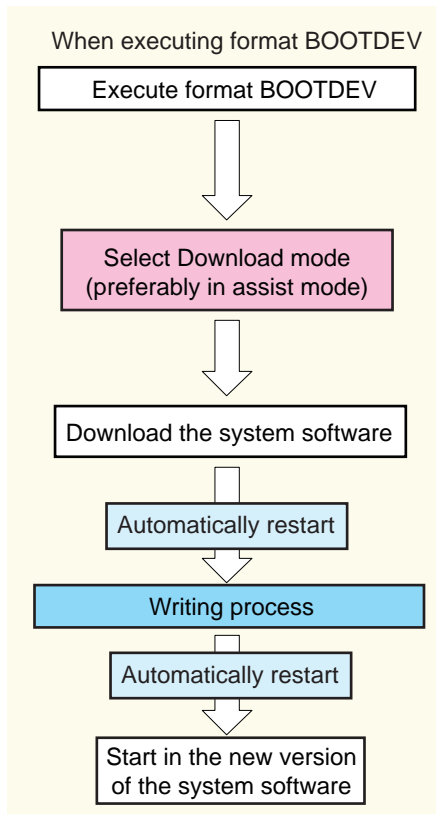 When executing format BOOTDEV
Execute format BOOTDEV
Select Download mode
(preferably in assist mode)
Download the system software
Automatically restart
Writing process
Automatically restart
Start in the new version
of the system software